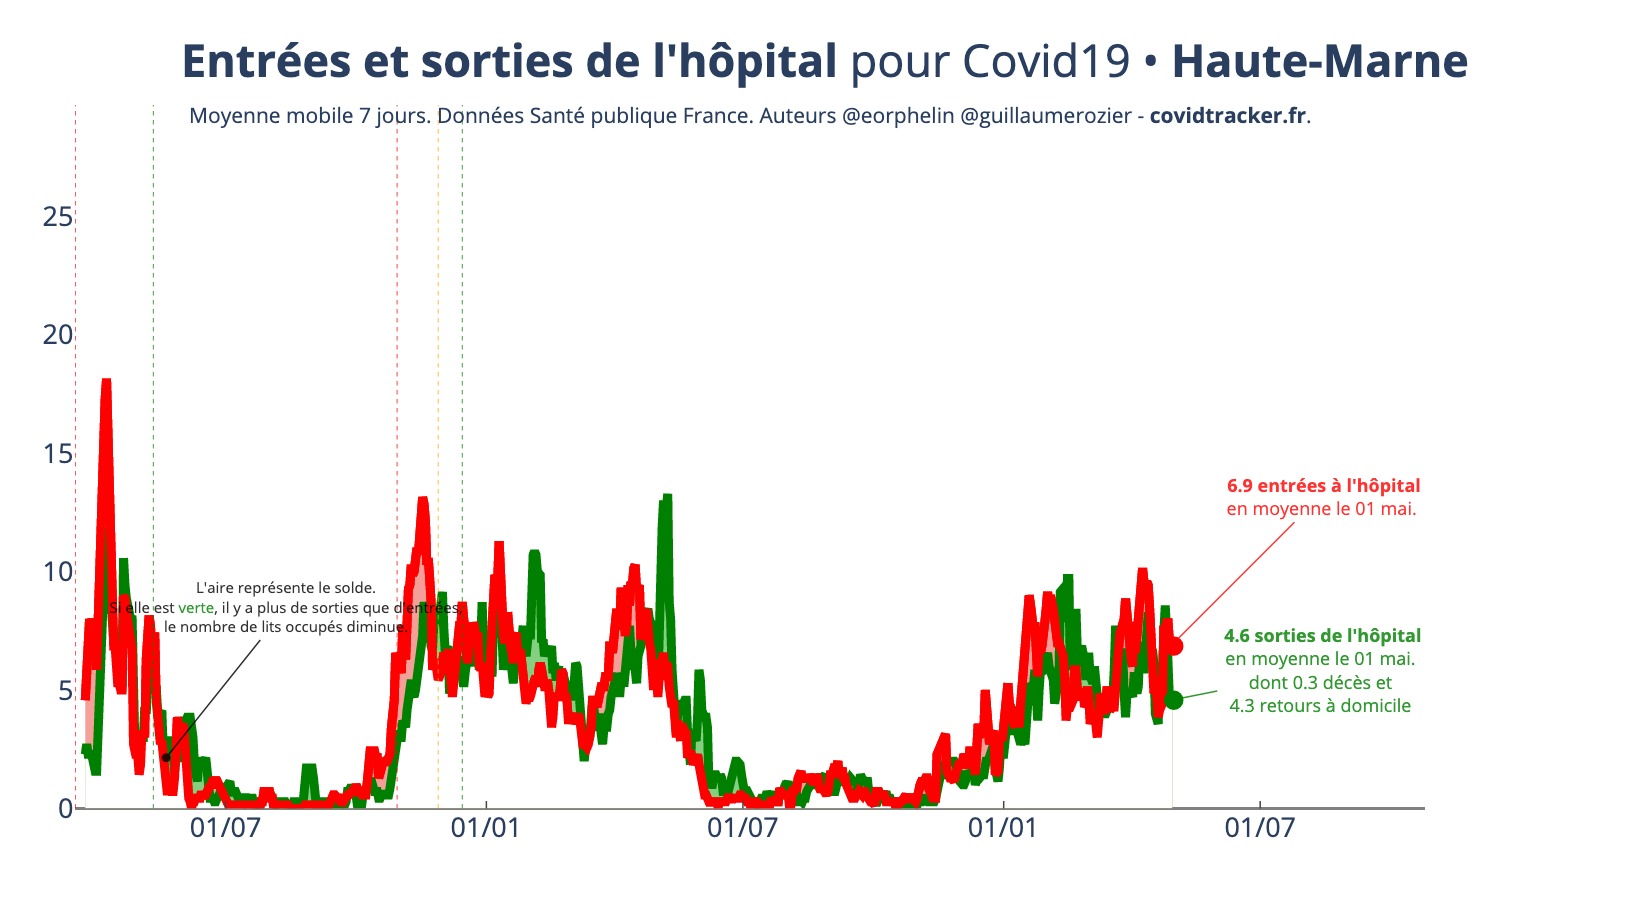 Entrées et sorties de l'hôpital pour Covid19 • Haute-Marne
Moyenne mobile 7 jours. Données Santé publique France. Auteurs @eorphelin @guillaumerozier - covidtracker.fr.
25
20
15
10
5
0
L'aire représente le solde.
Si elle est verte, il y a plus de sorties que d'entrées,
le nombre de lits occupés diminue.
6.9 entrées à l'hôpital
en moyenne le 01 mai.
4.6 sorties de l'hôpital
en moyenne le 01 mai.
dont 0.3 décès et
4.3 retours à domicile
01/07
01/01
01/07
01/01
01/07